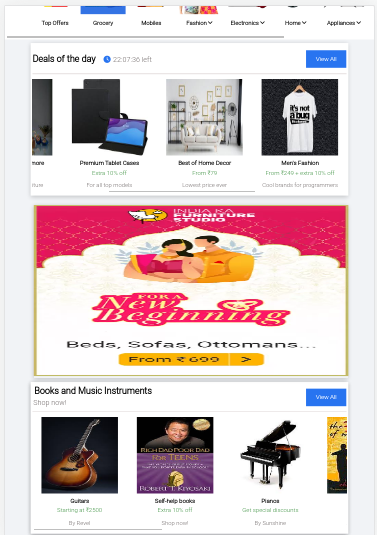 Top Offers Grocery Mobiles Fashion Electronics Home Appliances
Deals of the day 22:07:36 left View All
more Premium Tablet Cases Best of Home Decor Men's Fashion
Extra 10% off From ₹79 From ₹249 + extra 10% off
For all top models Lowest price ever Cool brands for programmers
it's not
a bug
INDIA KA
FURNITURE
STUDIO
FOR A
New
Beginning
Beds, Sofas, Ottomans...
From ₹699 >
Books and Music Instruments View All
Shop now!
RICH DAD POOR DAD
FOR TEENS
ROBERT T. KIYOSAKI
Guitars Self-help books Pianos
Starting at ₹2500 Extra 10% off Get special discounts
By Ravel Shop now! By Sunshine